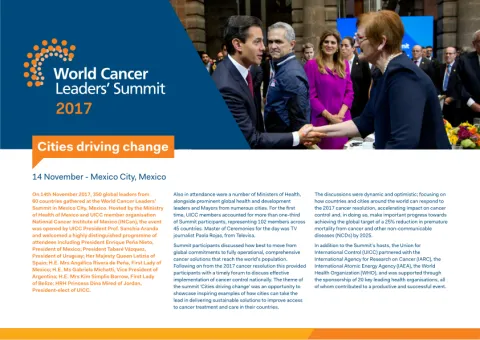 World Cancer
Leaders' Summit
2017
Cities driving change
14 November - Mexico City, Mexico
On 14th November 2017, 350 global leaders from
60 countries gathered at the World Cancer Leaders'
Summit in Mexico City, Mexico. Hosted by the Ministry
of Health of Mexico and UICC member organisation
National Cancer Institute of Mexico (INCan), the event
was opened by UICC President Prof. Sanchia Aranda
and welcomed a highly distinguished programme of
attendees including President Enrique Peña Nieto,
President of Mexico, President Tabaré Vázquez,
President of Uruguay, Her Majesty Queen Letizia of
Spain; H.E. Mrs Angélica Rivera de Peña, First Lady of
Mexico; H.E. Ms Gabriela Michetti, Vice President of
Argentina; H.E. Mrs Kim Simplis Barrow, First Lady
of Belize, HRH Princess Dina Mired of Jordan,
President-elect of UICC.
Also in attendance were a number of Ministers of Health,
alongside prominent global health and development
leaders and Mayors from numerous cities. For the first
time, UICC members accounted for more than one-third
of Summit participants, representing 102 members across
45 countries. Master of Ceremonies for the day was TV
journalist Paola Rojas, from Televisa.
Summit participants discussed how best to move from
global commitments to fully operational, comprehensive
cancer solutions that reach the world's population.
Following on from the 2017 cancer resolution this provided
participants with a timely forum to discuss effective
implementation of cancer control nationally. The theme of
the summit 'Cities driving change' was an opportunity to
showcase inspiring examples of how cities can take the
lead in delivering sustainable solutions to improve access
to cancer treatment and care in their countries.
The discussions were dynamic and optimistic; focusing on
how countries and cities around the world can respond to
the 2017 cancer resolution, accelerating impact on cancer
control and, in doing so, make important progress towards
achieving the global target of a 25% reduction in premature
mortality from cancer and other non-communicable
diseases (NCDs) by 2025.
In addition to the Summit's hosts, the Union for
International Control (UICC) partnered with the
International Agency for Research on Cancer (IARC), the
International Atomic Energy Agency (IAEA), the World
Health Organization (WHO), and was supported through
the sponsorship of 20 key leading health organisations, all
of whom contributed to a productive and successful event.